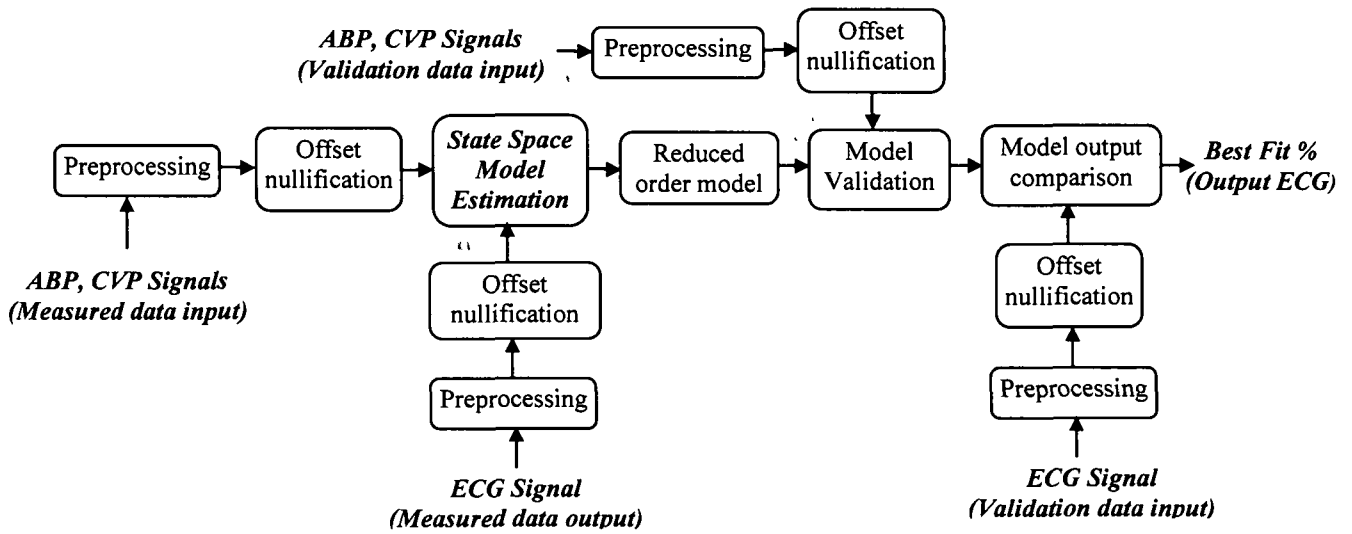 ABP, CVP Signals
(Validation data input)
Preprocessing
Offset
nullification
Preprocessing
Offset
nullification
State Space
Model
Estimation
Reduced
order model
Model
Validation
Model output
comparison
Best Fit %
(Output ECG)
ABP, CVP Signals
(Measured data input)
Offset
nullification
Preprocessing
ECG Signal
(Measured data output)
Offset
nullification
Preprocessing
ECG Signal
(Validation data input)